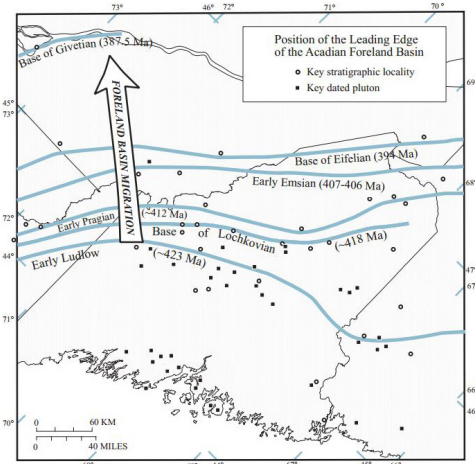 73°
46°
72°
71°
70°
Position of the Leading Edge
of the Acadian Foreland Basin
Key stratigraphic locality
Key dated pluton
Base of Givetian (387.5 Ma)
69°
45°
73°
FORELAND BASIN MIGRATION
Base of Eifelian (394 Ma)
Early Emsian (407-406 Ma)
68°
72°
Early Pragian (~412 Ma)
Base of Lochkovian (~418 Ma)
44°
Early Ludlow (~423 Ma)
47°
67°
71°
66°
46°
70°
0 60 KM
0 40 MILES